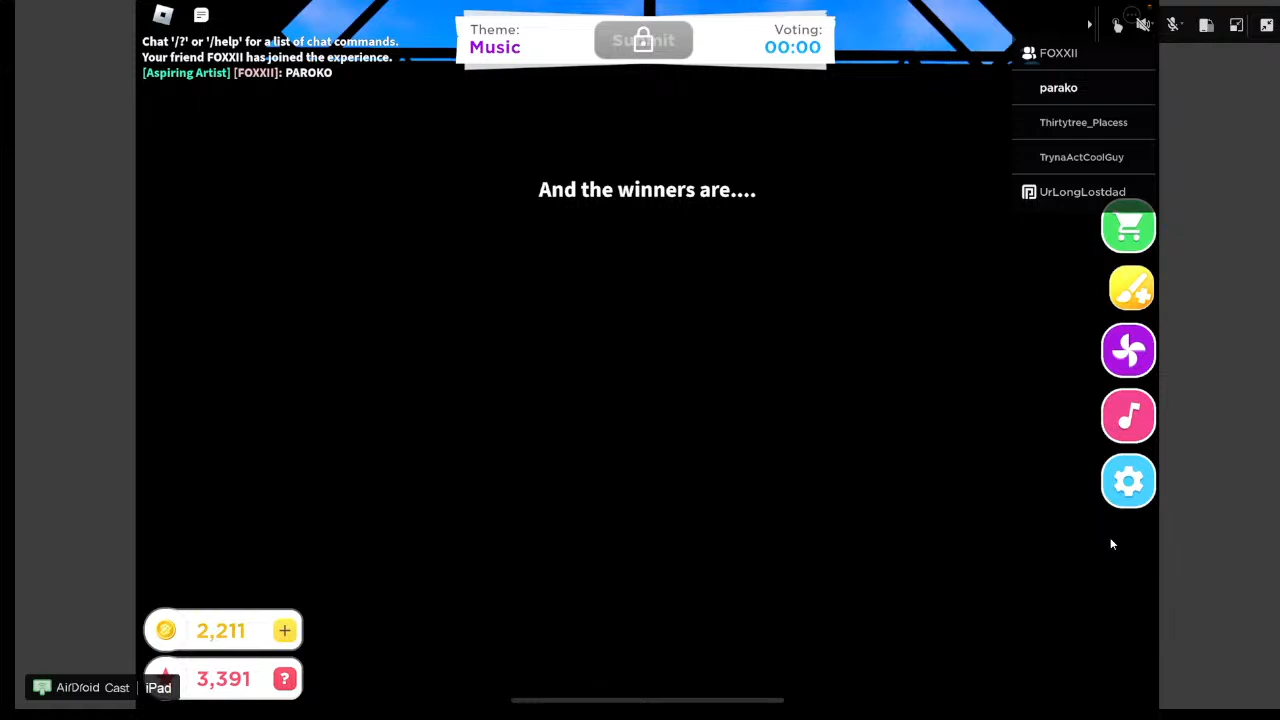 Chat '/?' or '/help' for a list of chat commands.
Your friend FOXXII has joined the experience.
[Aspiring Artist] [FOXXII]: PAROKO
Theme:
Music
Submit
Voting:
00:00
FOXXII
parako
Thirtytree_Placess
TrynaActCoolGuy
UrLongLostdad
And the winners are....
2,211
+
3,391
?
AirDroid Cast | iPad